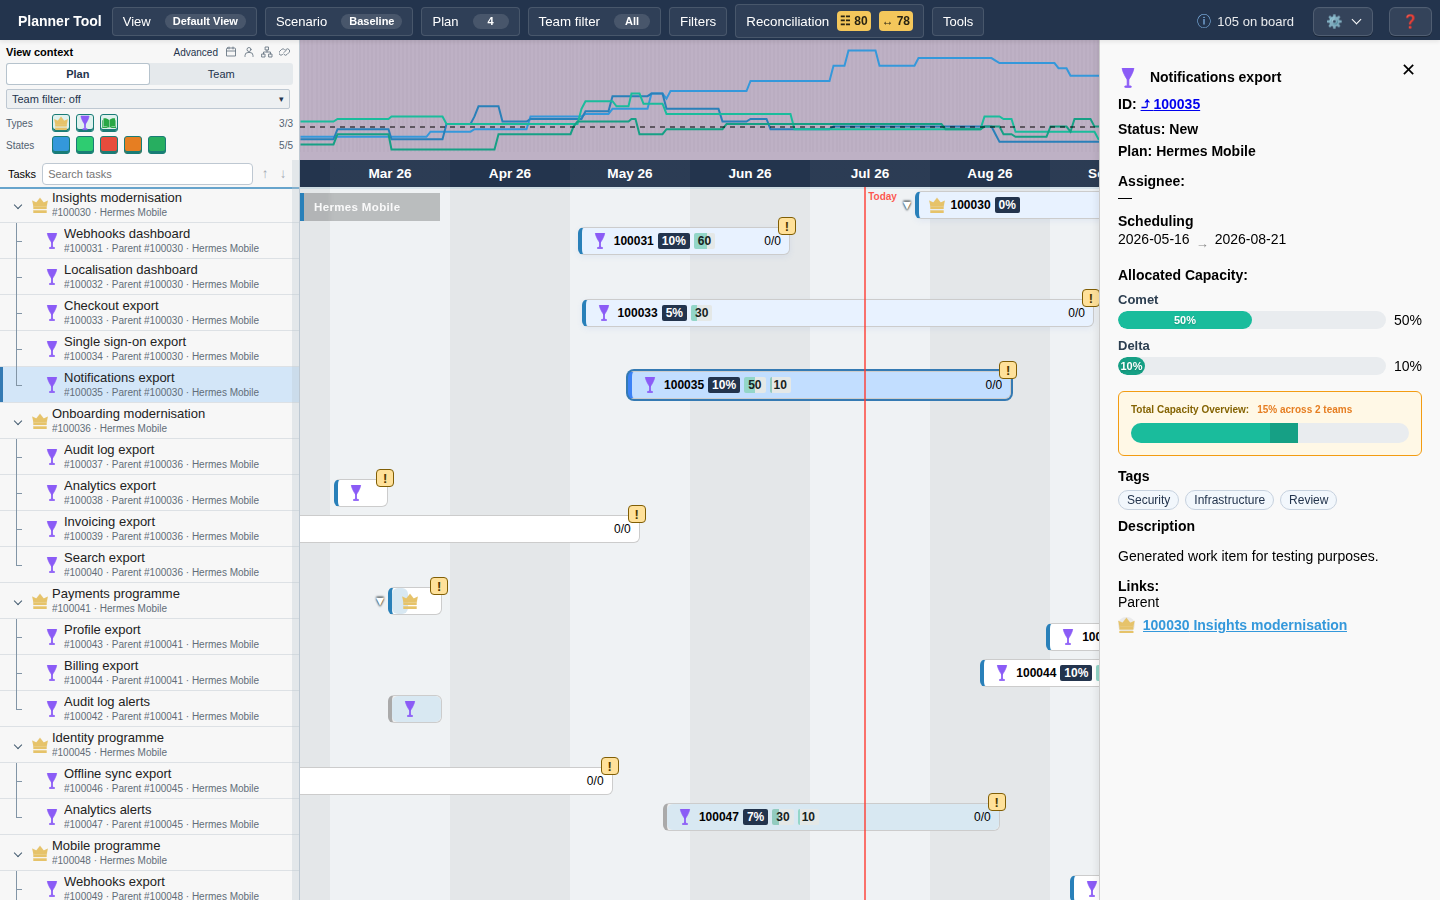 Planner Tool View Default View Scenario Baseline Plan 4 Team filter All Filters Reconciliation 80 ↔ 78 Tools 105 on board
View context Advanced
Plan Team
Team filter: off
Types 3/3
States 5/5
Tasks Search tasks ↑ ↓
Mar 26 Apr 26 May 26 Jun 26 Jul 26 Aug 26
Today
Hermes Mobile
Insights modernisation
#100030 · Hermes Mobile
100030 0%
Webhooks dashboard
#100031 · Parent #100030 · Hermes Mobile
100031 10% 60 0/0 !
Localisation dashboard
#100032 · Parent #100030 · Hermes Mobile
Checkout export
#100033 · Parent #100030 · Hermes Mobile
100033 5% 30 0/0 !
Single sign-on export
#100034 · Parent #100030 · Hermes Mobile
Notifications export
#100035 · Parent #100030 · Hermes Mobile
100035 10% 50 10 0/0 !
Onboarding modernisation
#100036 · Hermes Mobile
Audit log export
#100037 · Parent #100036 · Hermes Mobile
Analytics export
#100038 · Parent #100036 · Hermes Mobile
!
Invoicing export
#100039 · Parent #100036 · Hermes Mobile
0/0 !
Search export
#100040 · Parent #100036 · Hermes Mobile
Payments programme
#100041 · Hermes Mobile
!
Profile export
#100043 · Parent #100041 · Hermes Mobile
Billing export
#100044 · Parent #100041 · Hermes Mobile
100044 10%
Audit log alerts
#100042 · Parent #100041 · Hermes Mobile
Identity programme
#100045 · Hermes Mobile
Offline sync export
#100046 · Parent #100045 · Hermes Mobile
0/0 !
Analytics alerts
#100047 · Parent #100045 · Hermes Mobile
100047 7% 30 10 0/0 !
Mobile programme
#100048 · Hermes Mobile
Webhooks export
#100049 · Parent #100048 · Hermes Mobile
Notifications export
ID: 100035
Status: New
Plan: Hermes Mobile
Assignee:
—
Scheduling
2026-05-16 → 2026-08-21
Allocated Capacity:
Comet
50% 50%
Delta
10% 10%
Total Capacity Overview: 15% across 2 teams
Tags
Security Infrastructure Review
Description
Generated work item for testing purposes.
Links:
Parent
100030 Insights modernisation